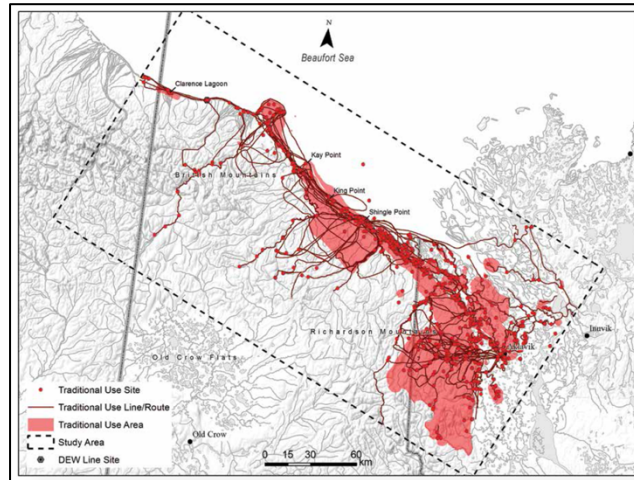 N
Beaufort Sea
Clarence Lagoon
Kay Point
British Mountains
King Point
Shingle Point
Richardson Mountains
Inuvik
Aklavik
Old Crow Flats
Old Crow
Traditional Use Site
Traditional Use Line/Route
Traditional Use Area
Study Area
DEW Line Site
0 15 30 60
km